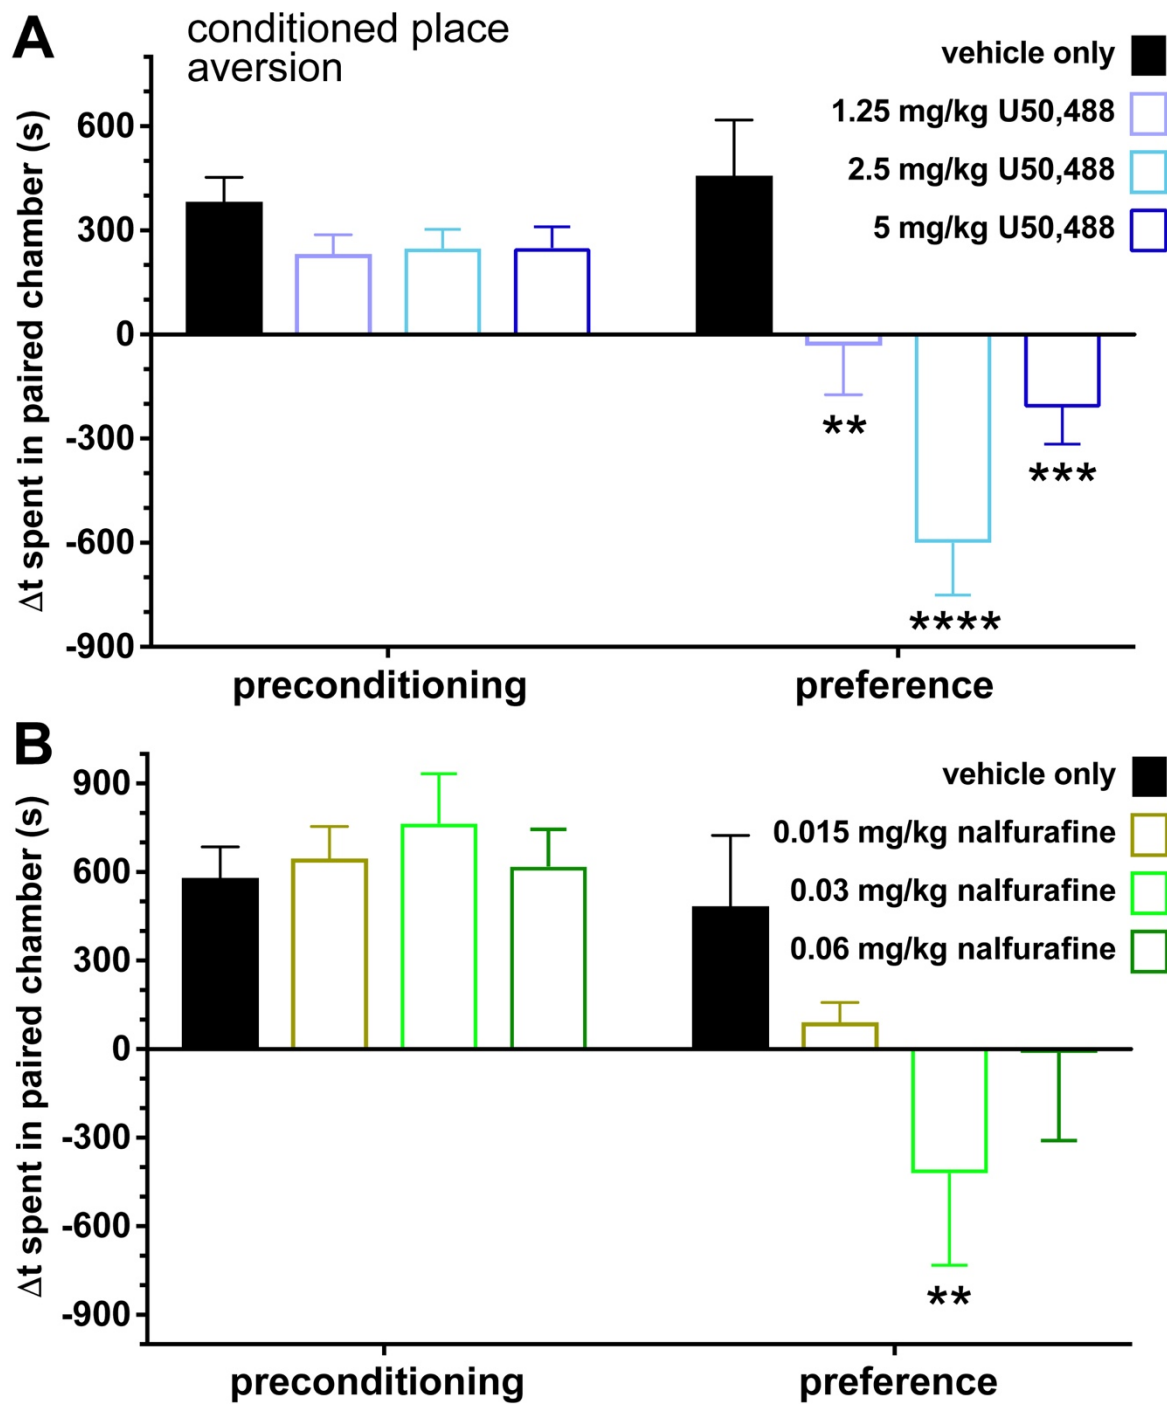 A
conditioned place
aversion
vehicle only
1.25 mg/kg U50,488
2.5 mg/kg U50,488
5 mg/kg U50,488
Δt spent in paired chamber (s)
600
300
0
-300
-600
-900
**
****
***
preconditioning
preference
B
vehicle only
0.015 mg/kg nalfurafine
0.03 mg/kg nalfurafine
0.06 mg/kg nalfurafine
Δt spent in paired chamber (s)
900
600
300
0
-300
-600
-900
**
preconditioning
preference